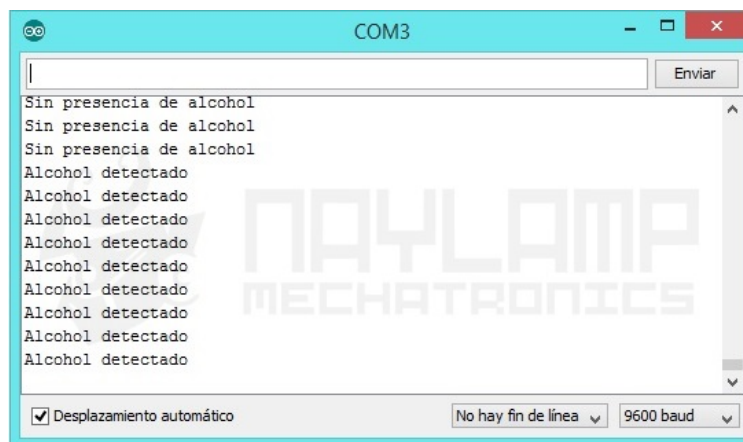 COM3
Enviar
Sin presencia de alcohol
Sin presencia de alcohol
Sin presencia de alcohol
Alcohol detectado
Alcohol detectado
Alcohol detectado
Alcohol detectado
Alcohol detectado
Alcohol detectado
Alcohol detectado
Alcohol detectado
Alcohol detectado
NAYLAMP
MECHATRONICS
Desplazamiento automático
No hay fin de línea
9600 baud